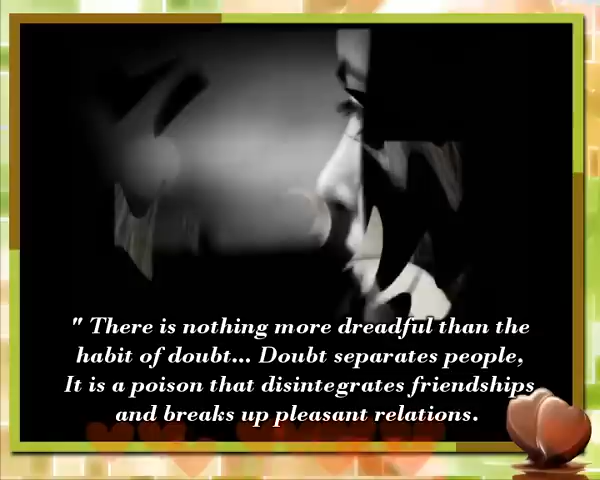 " There is nothing more dreadful than the
habit of doubt... Doubt separates people,
It is a poison that disintegrates friendships
and breaks up pleasant relations.